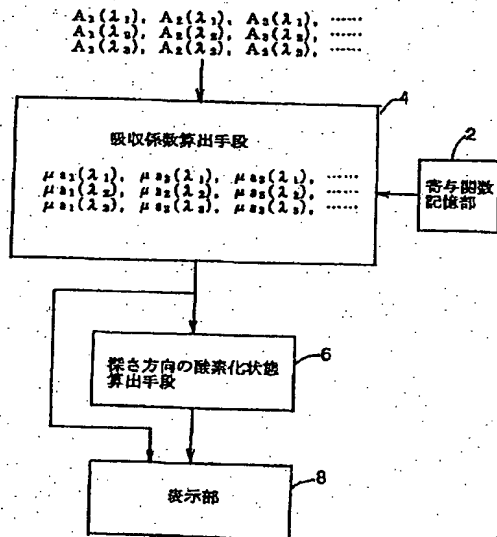 A₁(λ₁), A₂(λ₁), A₃(λ₁), ……
A₁(λ₂), A₂(λ₂), A₃(λ₂), ……
A₁(λ₃), A₂(λ₃), A₃(λ₃), ……
4
吸収係数算出手段
μa₁(λ₁), μa₂(λ₁), μa₃(λ₁), ……
μa₁(λ₂), μa₂(λ₂), μa₃(λ₂), ……
μa₁(λ₃), μa₂(λ₃), μa₃(λ₃), ……
2
寄与関数
記憶部
6
深さ方向の酸素化状態
算出手段
8
表示部